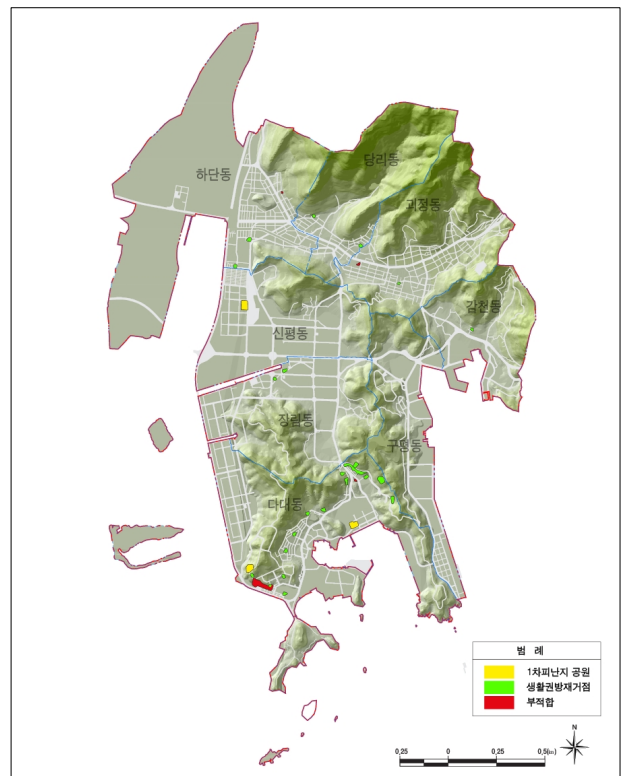 하단동
당리동
괴정동
감천동
신평동
장림동
구평동
다대동
범 례
1차피난지 공원
생활권방재거점
부적합
N
0.25 0 0.25 0.5(km)